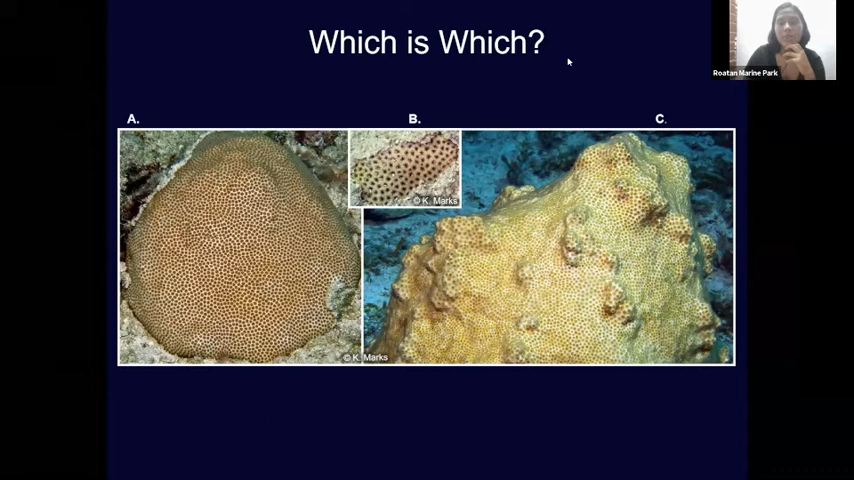 Which is Which?
Roatan Marine Park
A.
B.
C.
© K. Marks
© K. Marks